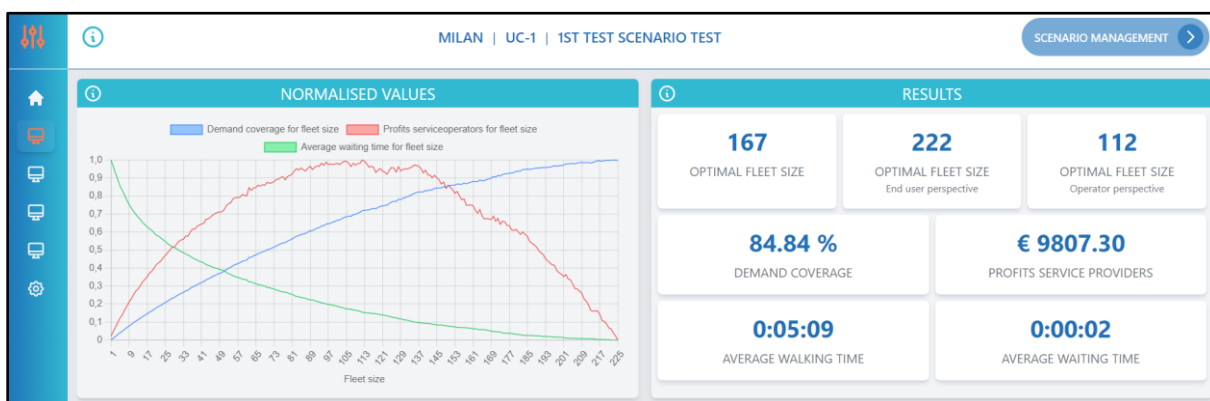 MILAN | UC-1 | 1ST TEST SCENARIO TEST
SCENARIO MANAGEMENT
NORMALISED VALUES
Demand coverage for fleet size Profits serviceoperators for fleet size
Average waiting time for fleet size
1,0
0,9
0,8
0,7
0,6
0,5
0,4
0,3
0,2
0,1
0
1 9 17 25 33 41 49 57 65 73 81 89 97 105 113 121 129 137 145 153 161 169 177 185 193 201 209 217 225
Fleet size
RESULTS
167 222 112
OPTIMAL FLEET SIZE OPTIMAL FLEET SIZE OPTIMAL FLEET SIZE
End user perspective Operator perspective
84.84 % € 9807.30
DEMAND COVERAGE PROFITS SERVICE PROVIDERS
0:05:09 0:00:02
AVERAGE WALKING TIME AVERAGE WAITING TIME